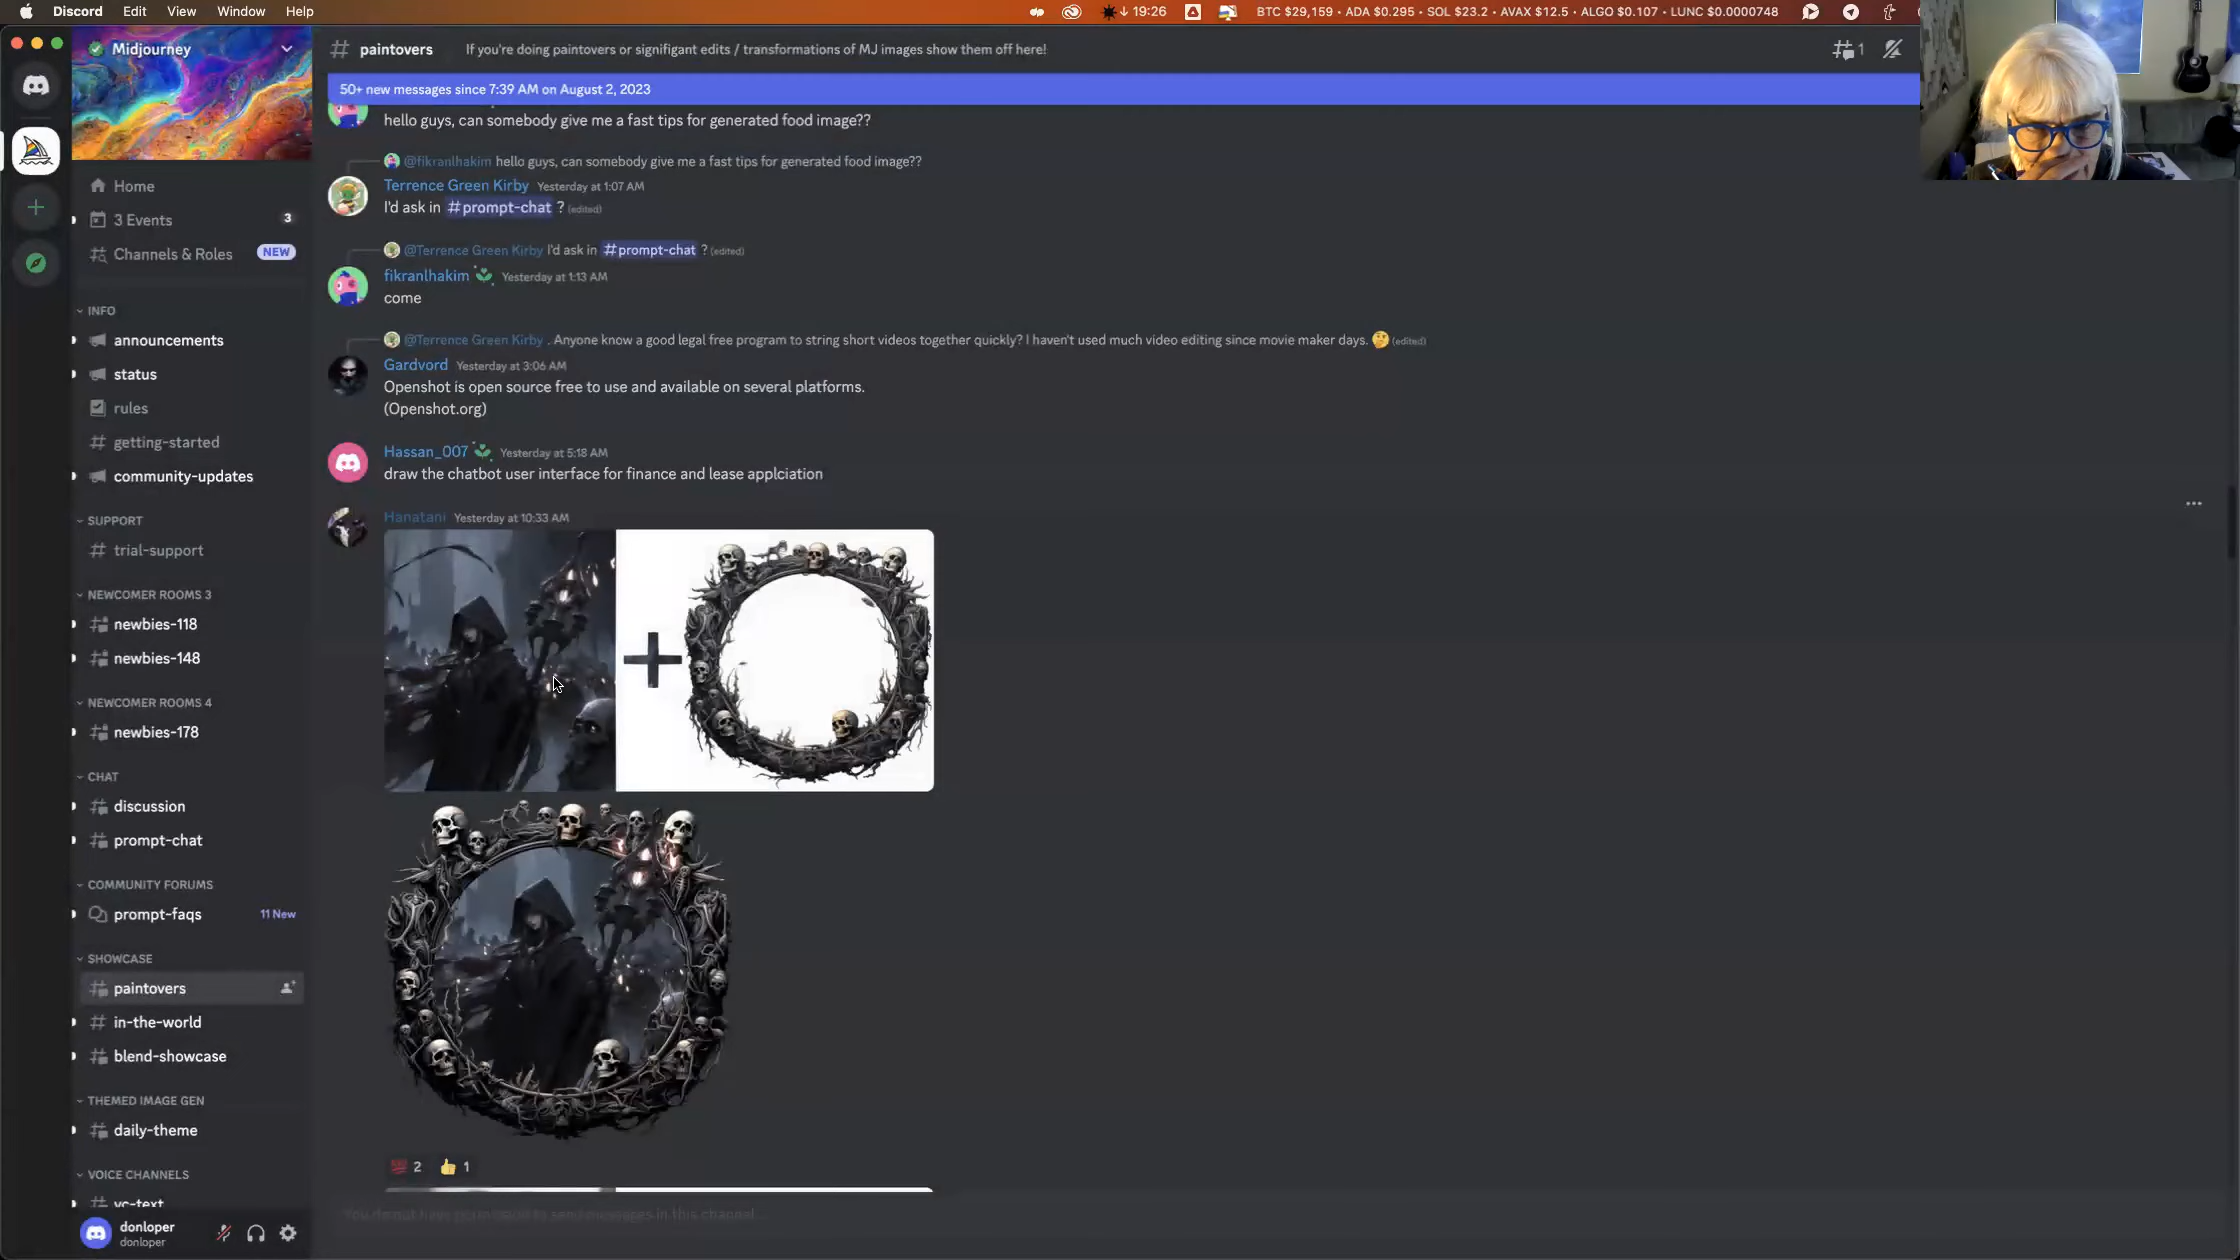 Discord Edit View Window Help
19:26 BTC $29,159 • ADA $0.295 • SOL $23.2 • AVAX $12.5 • ALGO $0.107 • LUNC $0.0000748
Midjourney
Home
3 Events 3
Channels & Roles NEW
INFO
announcements
status
rules
getting-started
community-updates
SUPPORT
trial-support
NEWCOMER ROOMS 3
newbies-118
newbies-148
NEWCOMER ROOMS 4
newbies-178
CHAT
discussion
prompt-chat
COMMUNITY FORUMS
prompt-faqs 11 New
SHOWCASE
paintovers
in-the-world
blend-showcase
THEMED IMAGE GEN
daily-theme
VOICE CHANNELS
vc-text
donloper
donloper
paintovers If you're doing paintovers or signifigant edits / transformations of MJ images show them off here! 1
50+ new messages since 7:39 AM on August 2, 2023
hello guys, can somebody give me a fast tips for generated food image??
@fikranlhakim hello guys, can somebody give me a fast tips for generated food image??
Terrence Green Kirby Yesterday at 1:07 AM
I'd ask in #prompt-chat ? (edited)
@Terrence Green Kirby I'd ask in #prompt-chat ? (edited)
fikranlhakim Yesterday at 1:13 AM
come
@Terrence Green Kirby . Anyone know a good legal free program to string short videos together quickly? I haven't used much video editing since movie maker days. 🤔 (edited)
Gardvord Yesterday at 3:06 AM
Openshot is open source free to use and available on several platforms.
(Openshot.org)
Hassan_007 Yesterday at 5:18 AM
draw the chatbot user interface for finance and lease applciation
Hanatani Yesterday at 10:33 AM
💯 2 👍 1
You do not have permission to send messages in this channel.